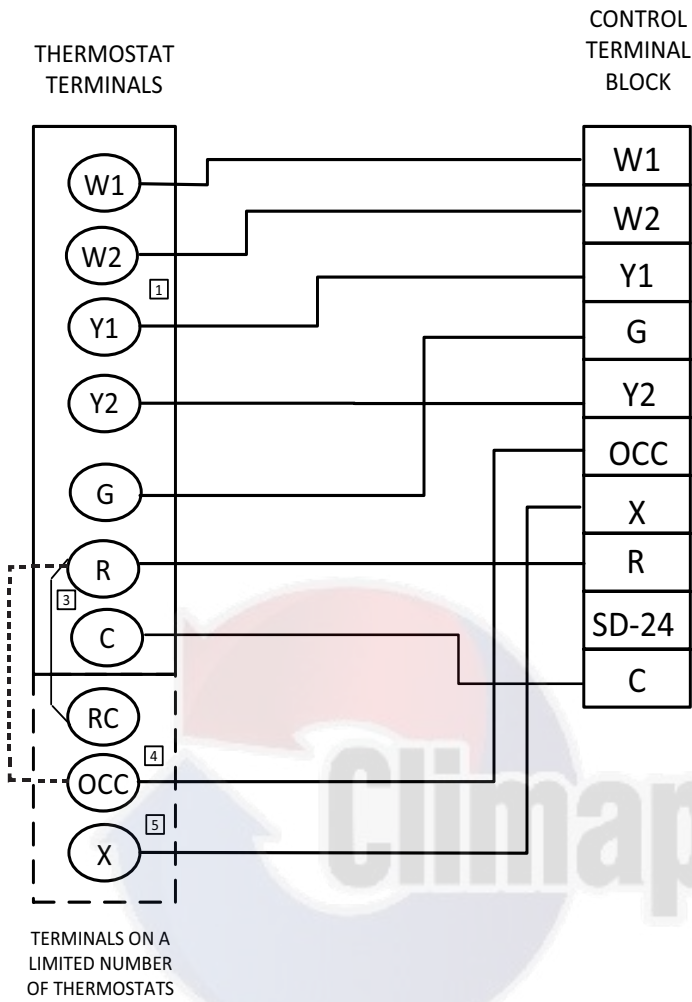 THERMOSTAT
TERMINALS
W1
W2
1
Y1
Y2
G
R
3
C
RC
4
OCC
5
X
TERMINALS ON A
LIMITED NUMBER
OF THERMOSTATS
CONTROL
TERMINAL
BLOCK
W1
W2
Y1
G
Y2
OCC
X
R
SD-24
C
Climap